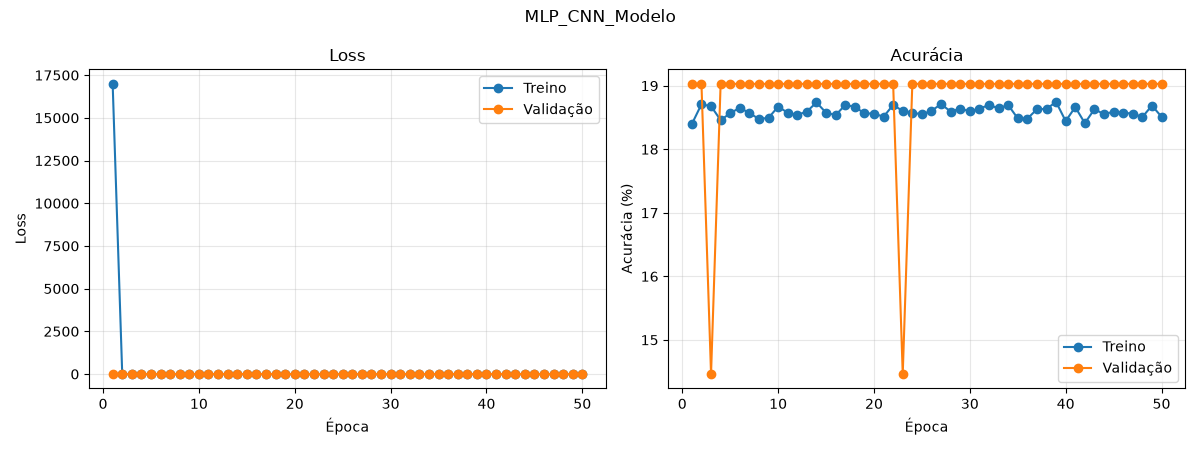 MLP_CNN_Modelo
Loss
17500
15000
12500
10000
7500
5000
2500
0
Loss
0
10
20
30
40
50
Época
Treino
Validação
Acurácia
19
18
17
16
15
Acurácia (%)
0
10
20
30
40
50
Época
Treino
Validação